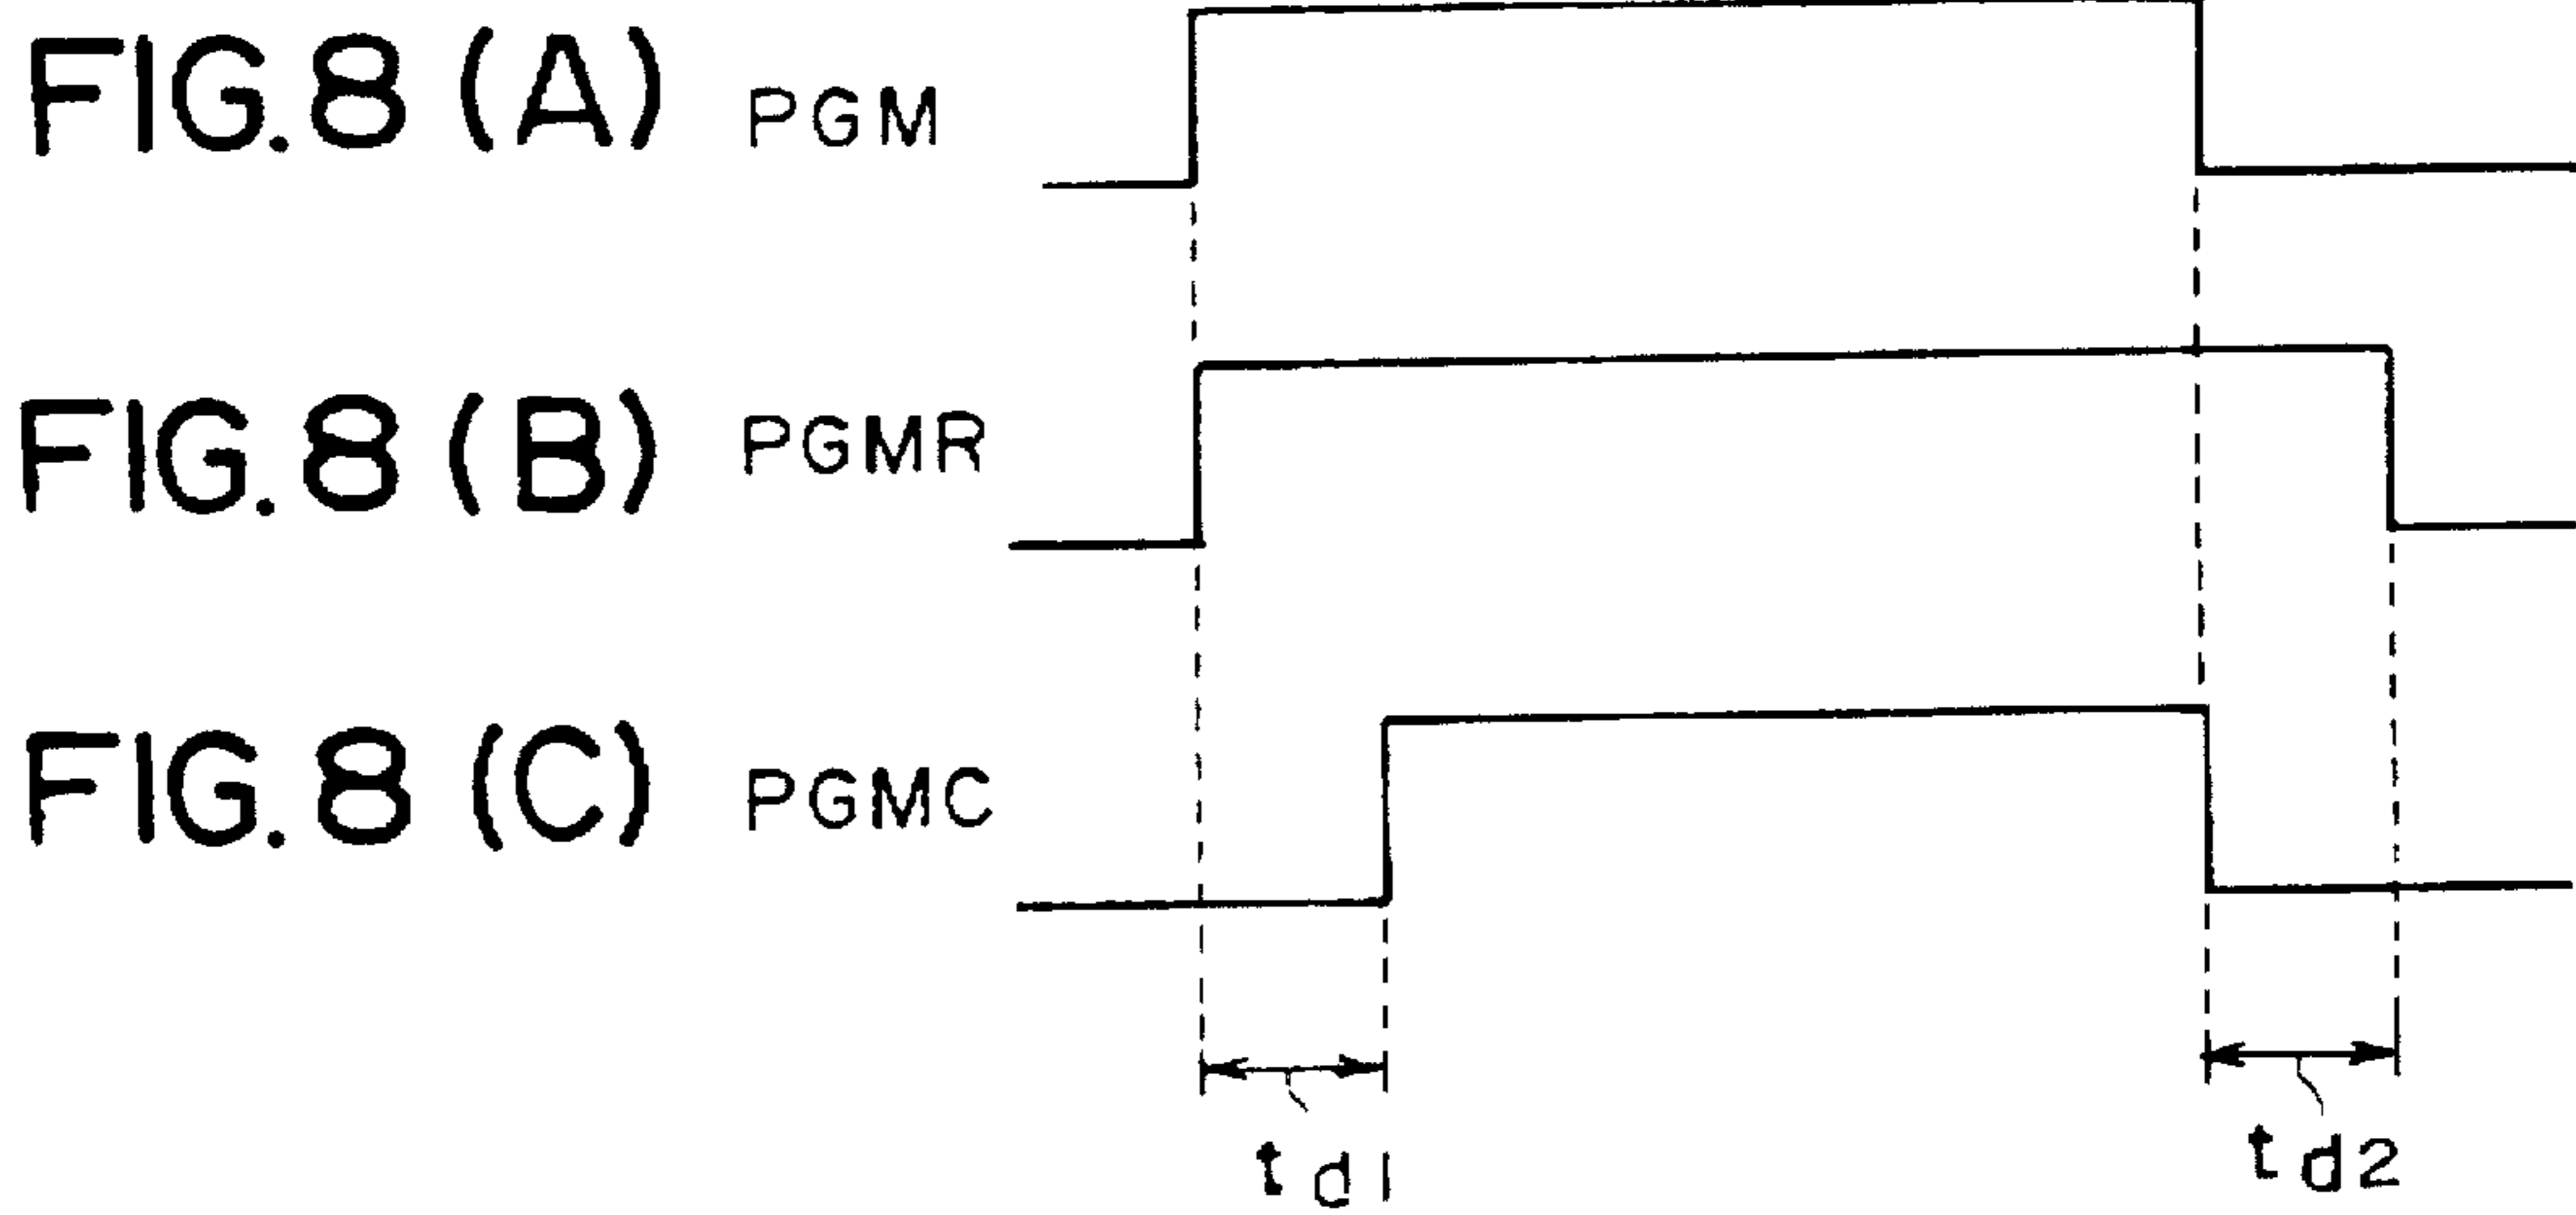 FIG.8 (A) PGM
FIG.8 (B) PGMR
FIG.8 (C) PGMC
td1
td2